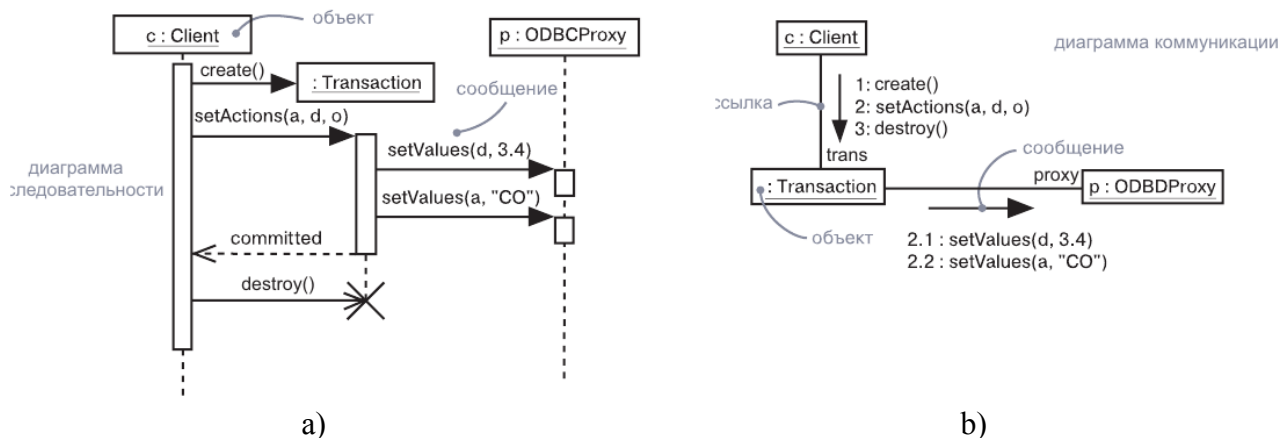 объект
c : Client
p : ODBCProxy
create()
: Transaction
сообщение
setActions(a, d, o)
setValues(d, 3.4)
диаграмма
следовательности
setValues(a, "CO")
committed
destroy()
a)
c : Client
диаграмма коммуникации
1: create()
ссылка
2: setActions(a, d, o)
3: destroy()
сообщение
trans
: Transaction
proxy
p : ODBDProxy
объект
2.1 : setValues(d, 3.4)
2.2 : setValues(a, "CO")
b)